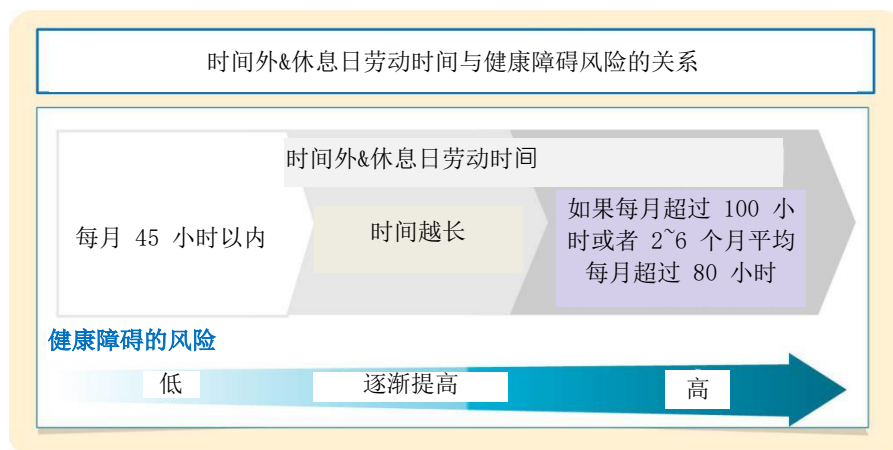 时间外&休息日劳动时间与健康障碍风险的关系
时间外&休息日劳动时间
每月 45 小时以内
时间越长
如果每月超过 100 小
时或者 2~6 个月平均
每月超过 80 小时
健康障碍的风险
低
逐渐提高
高